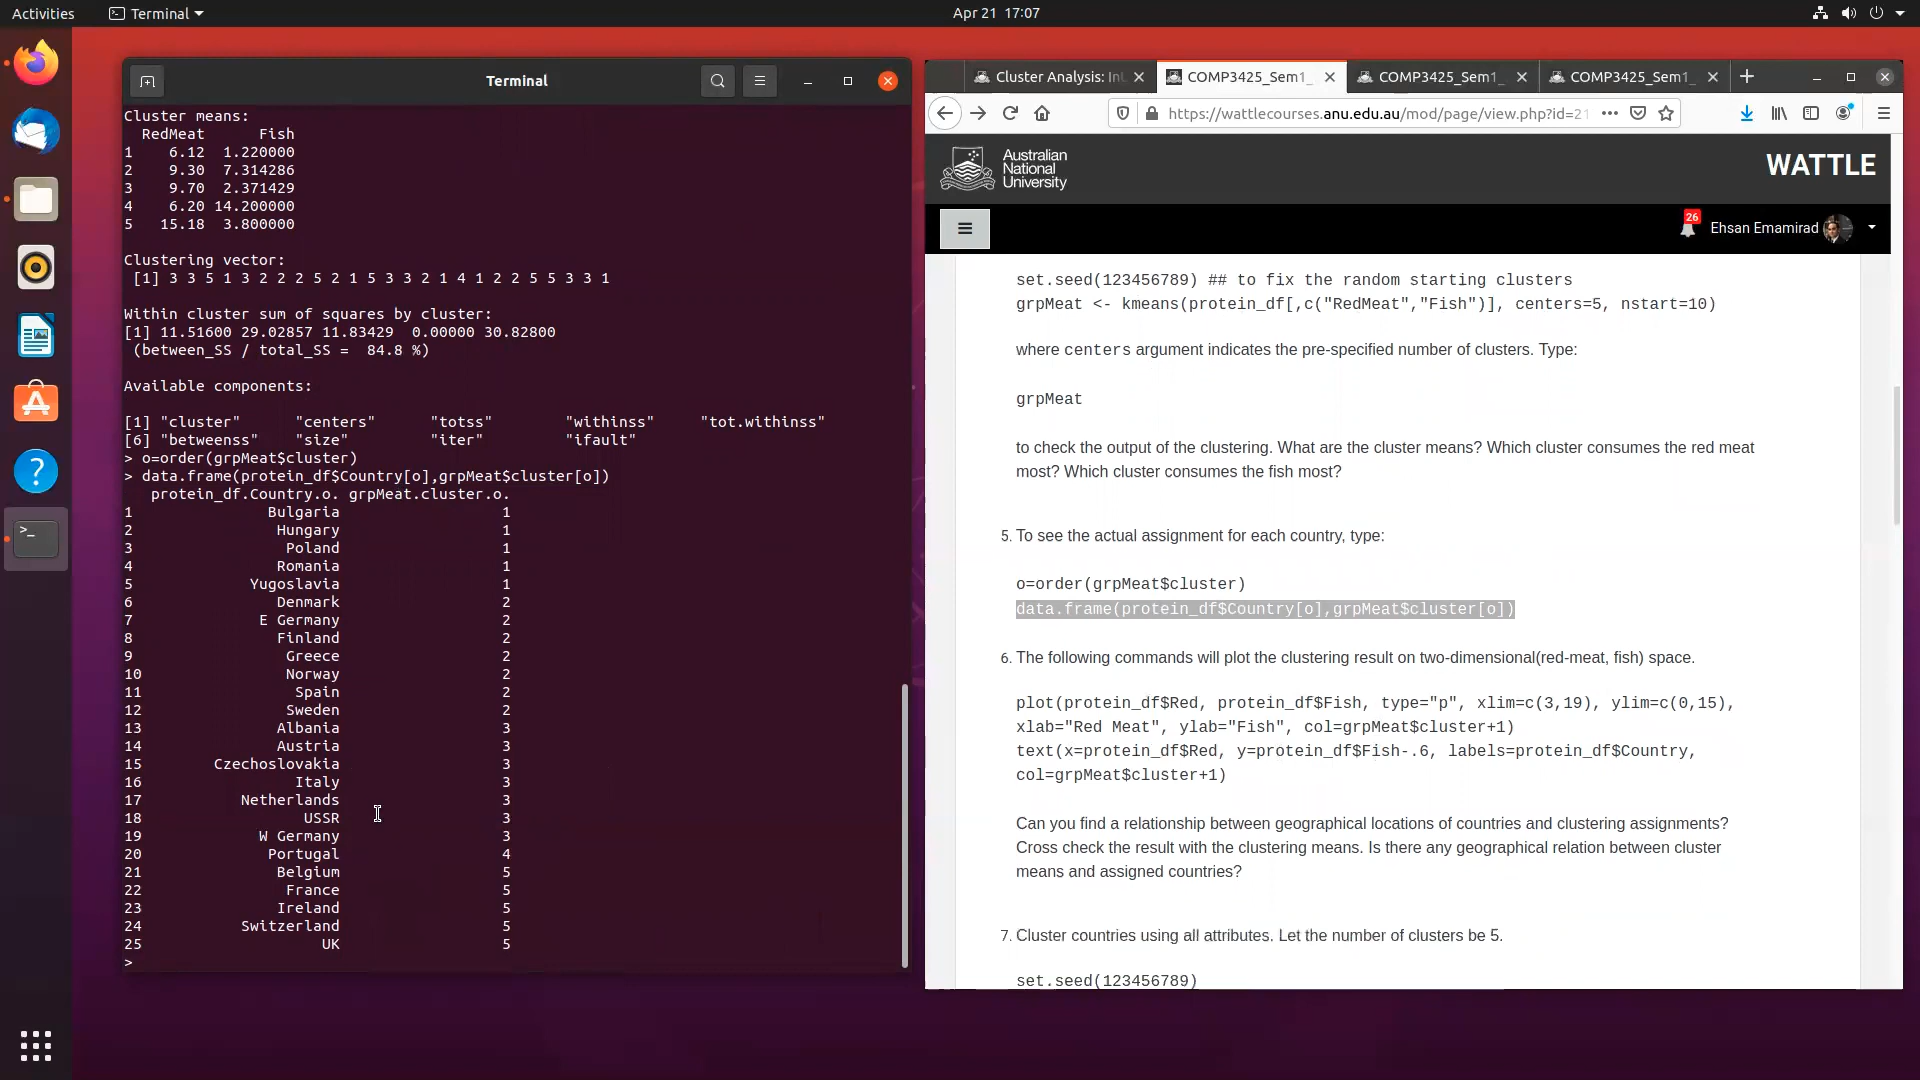 Activities
Terminal
Apr 21 17:07
Terminal
Cluster means:
RedMeat Fish
1 6.12 1.220000
2 9.30 7.314286
3 9.70 2.371429
4 6.20 14.200000
5 15.18 3.800000
Clustering vector:
[1] 3 3 5 1 3 2 2 2 5 2 1 5 3 3 2 1 4 1 2 2 5 5 3 3 1
Within cluster sum of squares by cluster:
[1] 11.51600 29.02857 11.83429 0.00000 30.82800
(between_SS / total_SS = 84.8 %)
Available components:
[1] "cluster" "centers" "totss" "withinss" "tot.withinss"
[6] "betweenss" "size" "iter" "ifault"
> o=order(grpMeat$cluster)
> data.frame(protein_df$Country[o],grpMeat$cluster[o])
protein_df.Country.o. grpMeat.cluster.o.
1 Bulgaria 1
2 Hungary 1
3 Poland 1
4 Romania 1
5 Yugoslavia 1
6 Denmark 2
7 E Germany 2
8 Finland 2
9 Greece 2
10 Norway 2
11 Spain 2
12 Sweden 2
13 Albania 3
14 Austria 3
15 Czechoslovakia 3
16 Italy 3
17 Netherlands 3
18 USSR 3
19 W Germany 3
20 Portugal 4
21 Belgium 5
22 France 5
23 Ireland 5
24 Switzerland 5
25 UK 5
>
Cluster Analysis: In
COMP3425_Sem1_
COMP3425_Sem1_
COMP3425_Sem1_
https://wattlecourses.anu.edu.au/mod/page/view.php?id=21
Australian
National
University
WATTLE
26
Ehsan Emamirad
set.seed(123456789) ## to fix the random starting clusters
grpMeat <- kmeans(protein_df[,c("RedMeat","Fish")], centers=5, nstart=10)
where centers argument indicates the pre-specified number of clusters. Type:
grpMeat
to check the output of the clustering. What are the cluster means? Which cluster consumes the red meat
most? Which cluster consumes the fish most?
5. To see the actual assignment for each country, type:
o=order(grpMeat$cluster)
data.frame(protein_df$Country[o],grpMeat$cluster[o])
6. The following commands will plot the clustering result on two-dimensional(red-meat, fish) space.
plot(protein_df$Red, protein_df$Fish, type="p", xlim=c(3,19), ylim=c(0,15),
xlab="Red Meat", ylab="Fish", col=grpMeat$cluster+1)
text(x=protein_df$Red, y=protein_df$Fish-.6, labels=protein_df$Country,
col=grpMeat$cluster+1)
Can you find a relationship between geographical locations of countries and clustering assignments?
Cross check the result with the clustering means. Is there any geographical relation between cluster
means and assigned countries?
7. Cluster countries using all attributes. Let the number of clusters be 5.
set.seed(123456789)